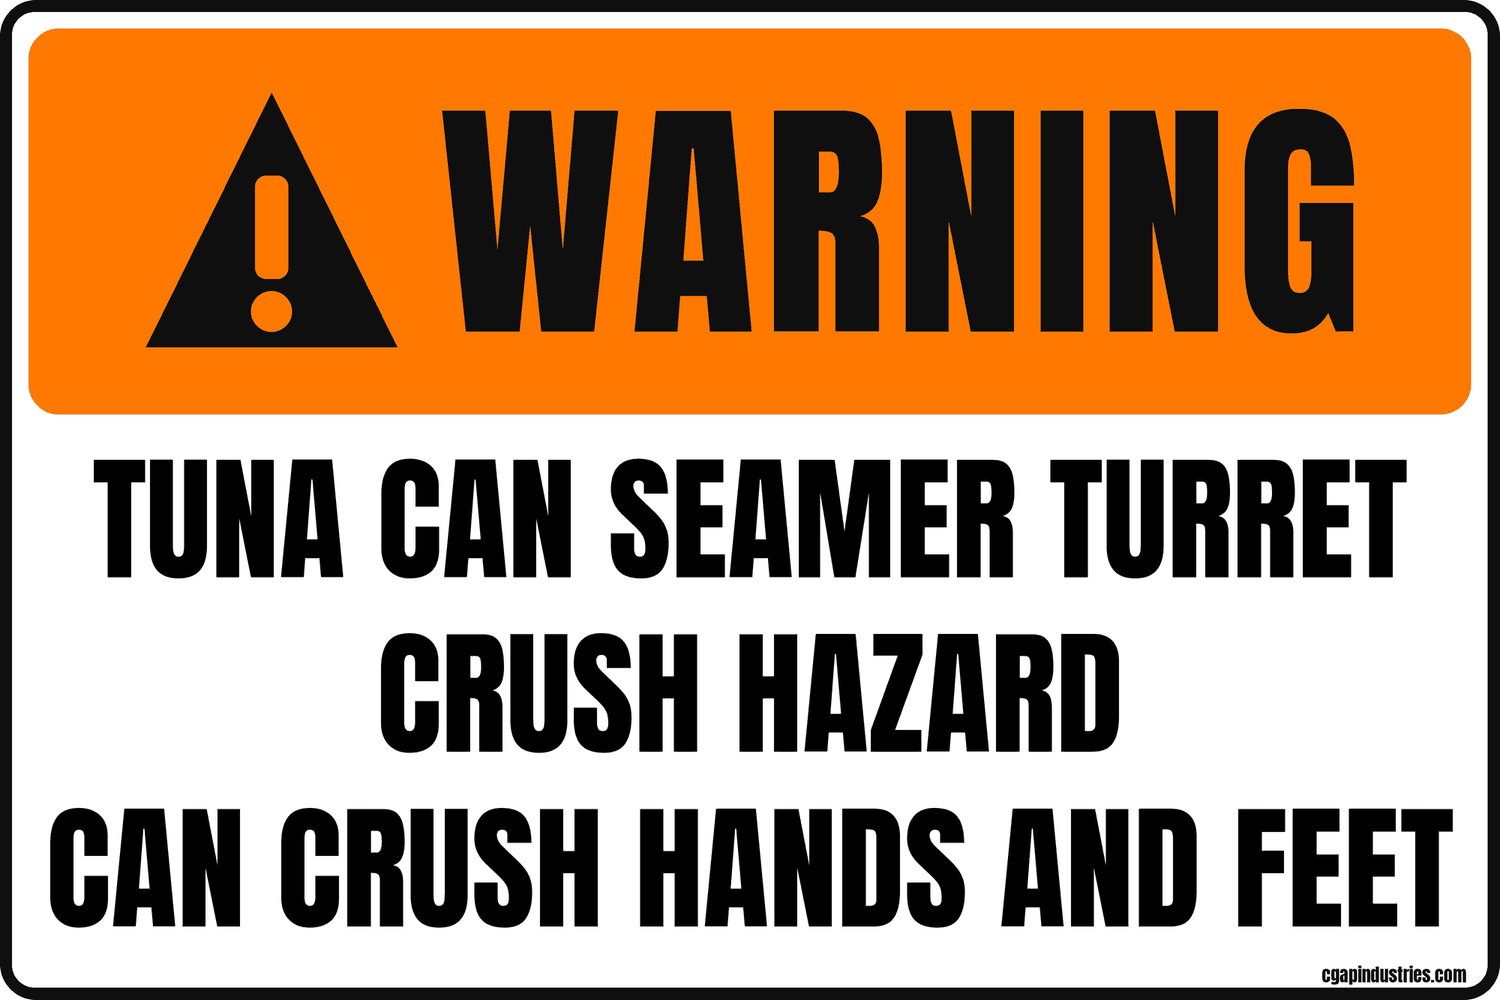 WARNING
TUNA CAN SEAMER TURRET
CRUSH HAZARD
CAN CRUSH HANDS AND FEET
cgapindustries.com